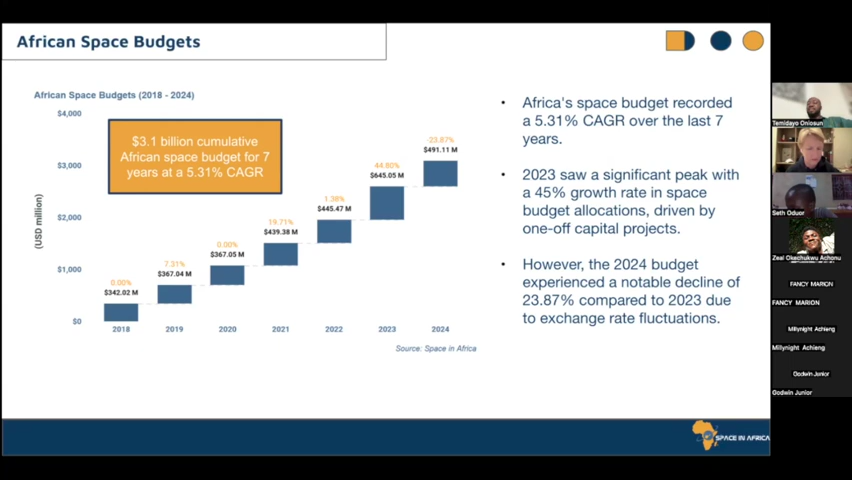 African Space Budgets
African Space Budgets (2018 - 2024)
$4,000
$3,000
$2,000
$1,000
$0
(USD million)
$3.1 billion cumulative
African space budget for 7
years at a 5.31% CAGR
0.00%
$342.02 M
7.31%
$367.04 M
0.00%
$367.05 M
19.71%
$439.38 M
1.38%
$445.47 M
44.80%
$645.05 M
-23.87%
$491.11 M
2018
2019
2020
2021
2022
2023
2024
Source: Space in Africa
• Africa's space budget recorded
a 5.31% CAGR over the last 7
years.
• 2023 saw a significant peak with
a 45% growth rate in space
budget allocations, driven by
one-off capital projects.
• However, the 2024 budget
experienced a notable decline of
23.87% compared to 2023 due
to exchange rate fluctuations.
SPACE IN AFRICA
Temidayo Oniosun
Seth Oduor
Zeal Okechukwu Achonu
FANCY MARION
FANCY MARION
Millynight Achieng
Millynight Achieng
Godwin Junior
Godwin Junior